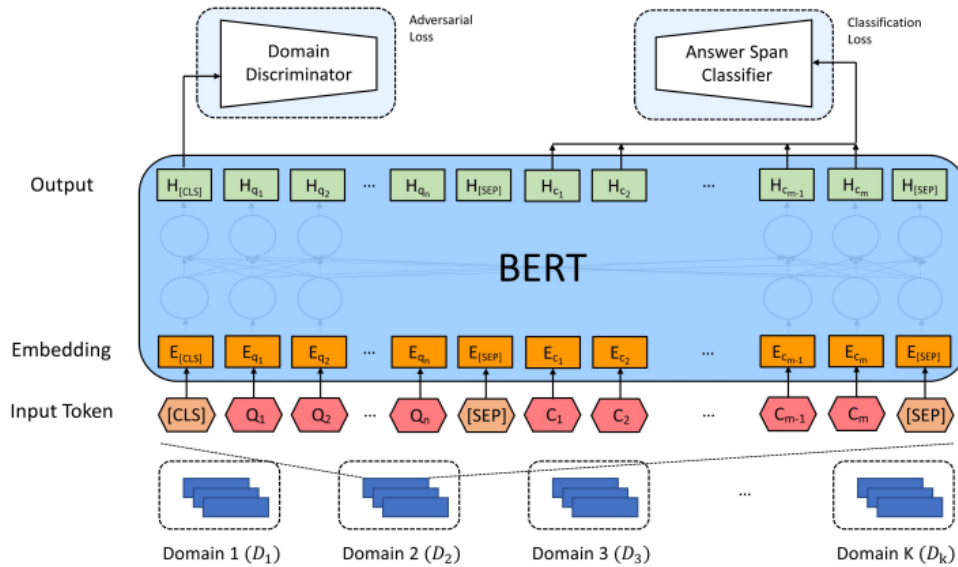 Domain
Discriminator
Adversarial
Loss
Answer Span
Classifier
Classification
Loss
Output
H[CLS] Hq1 Hq2 ... Hqn H[SEP] Hc1 Hc2 ... Hcm-1 Hcm H[SEP]
BERT
Embedding
E[CLS] Eq1 Eq2 ... Eqn E[SEP] Ec1 Ec2 ... Ecm-1 Ecm E[SEP]
Input Token
[CLS] Q1 Q2 ... Qn [SEP] C1 C2 ... Cm-1 Cm [SEP]
...
Domain 1 (D1) Domain 2 (D2) Domain 3 (D3) Domain K (Dk)